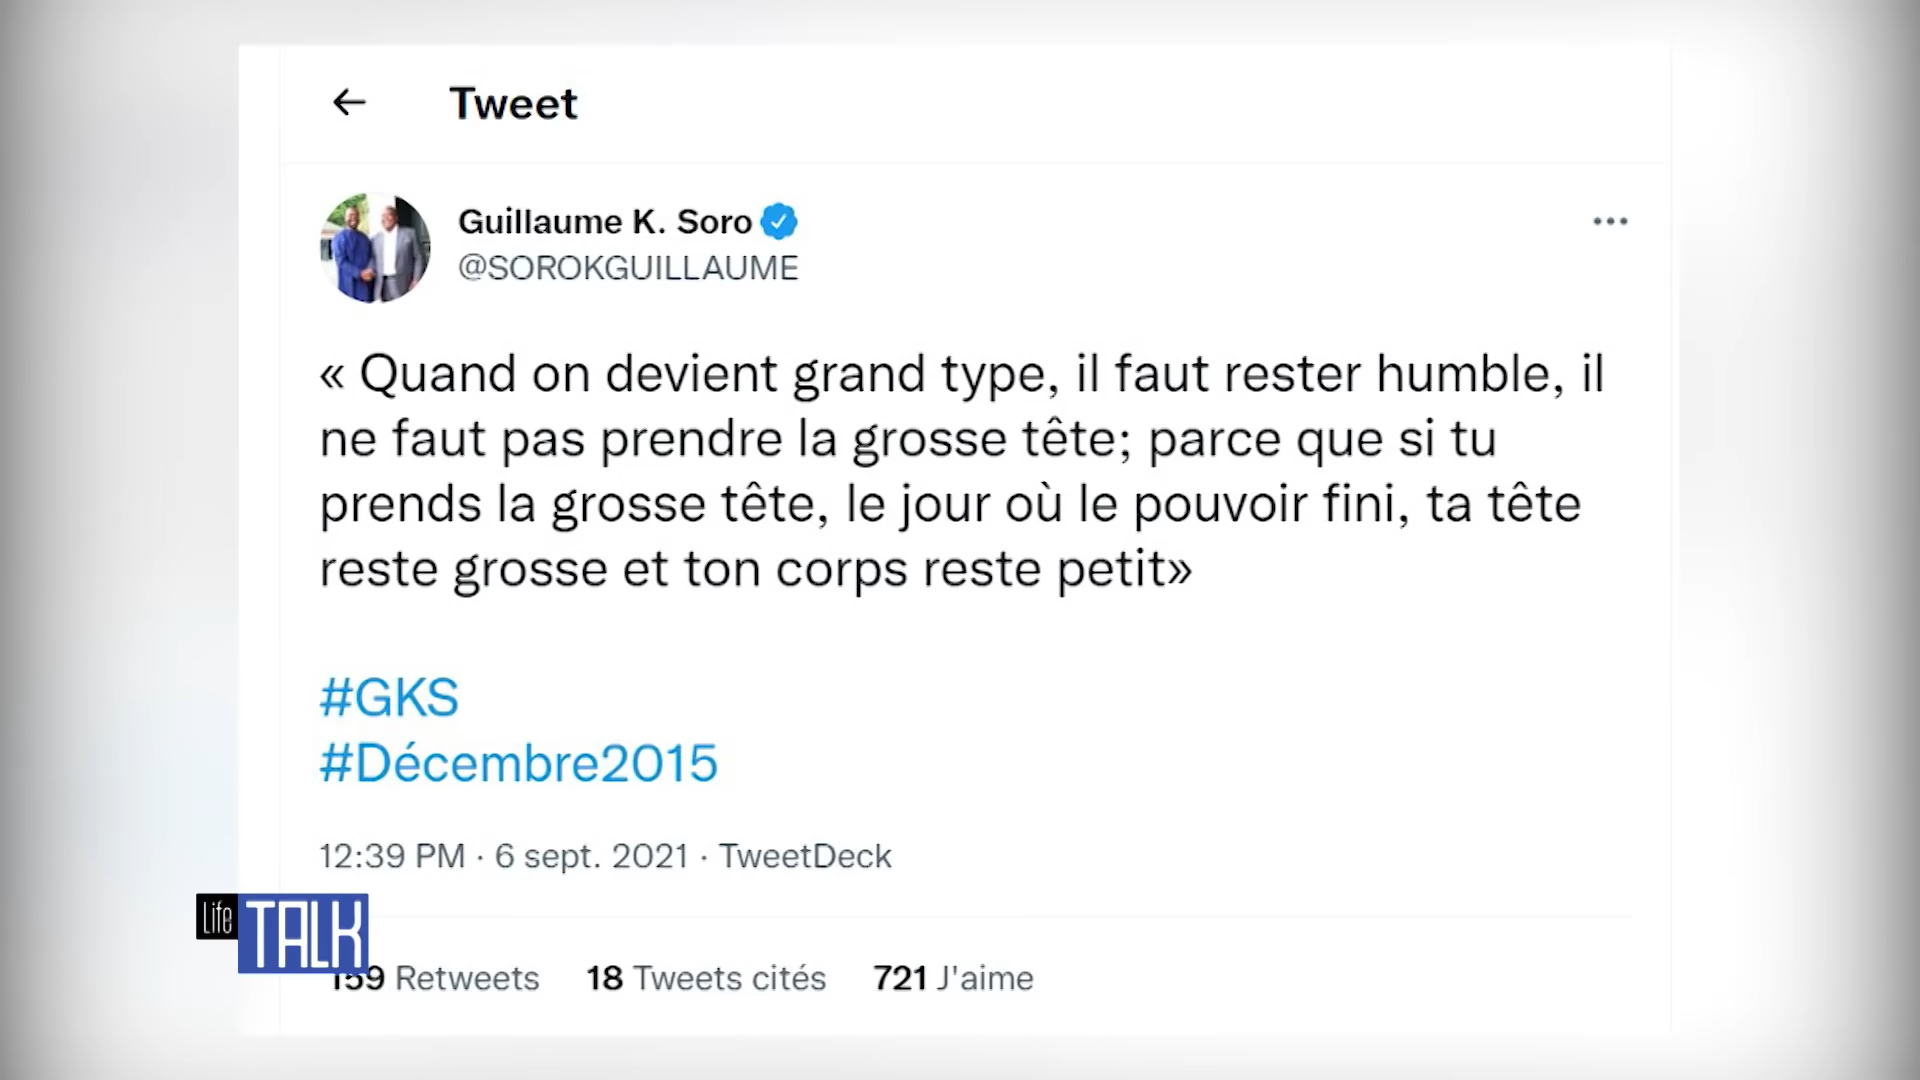 Tweet
Guillaume K. Soro
@SOROKGUILLAUME
« Quand on devient grand type, il faut rester humble, il
ne faut pas prendre la grosse tête; parce que si tu
prends la grosse tête, le jour où le pouvoir fini, ta tête
reste grosse et ton corps reste petit»
#GKS
#Décembre2015
12:39 PM · 6 sept. 2021 · TweetDeck
Life TALK
159 Retweets 18 Tweets cités 721 J'aime